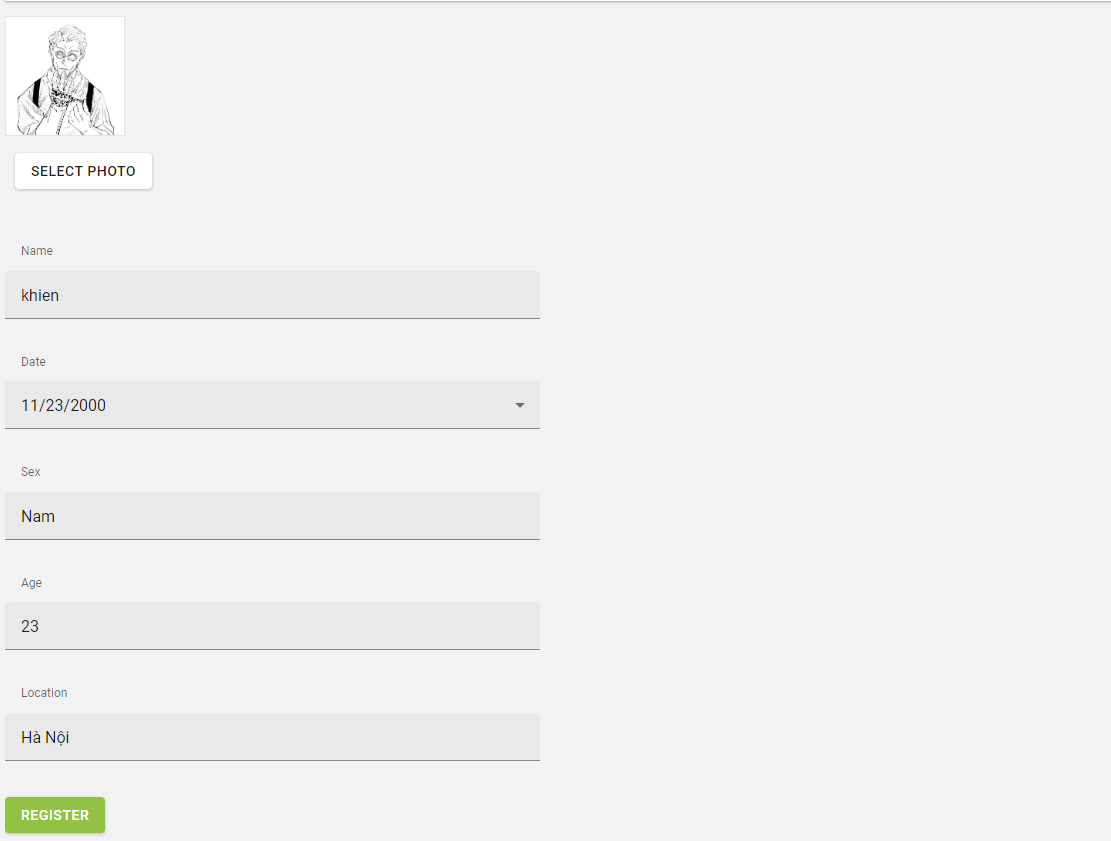 SELECT PHOTO
Name
khien
Date
11/23/2000
Sex
Nam
Age
23
Location
Hà Nội
REGISTER